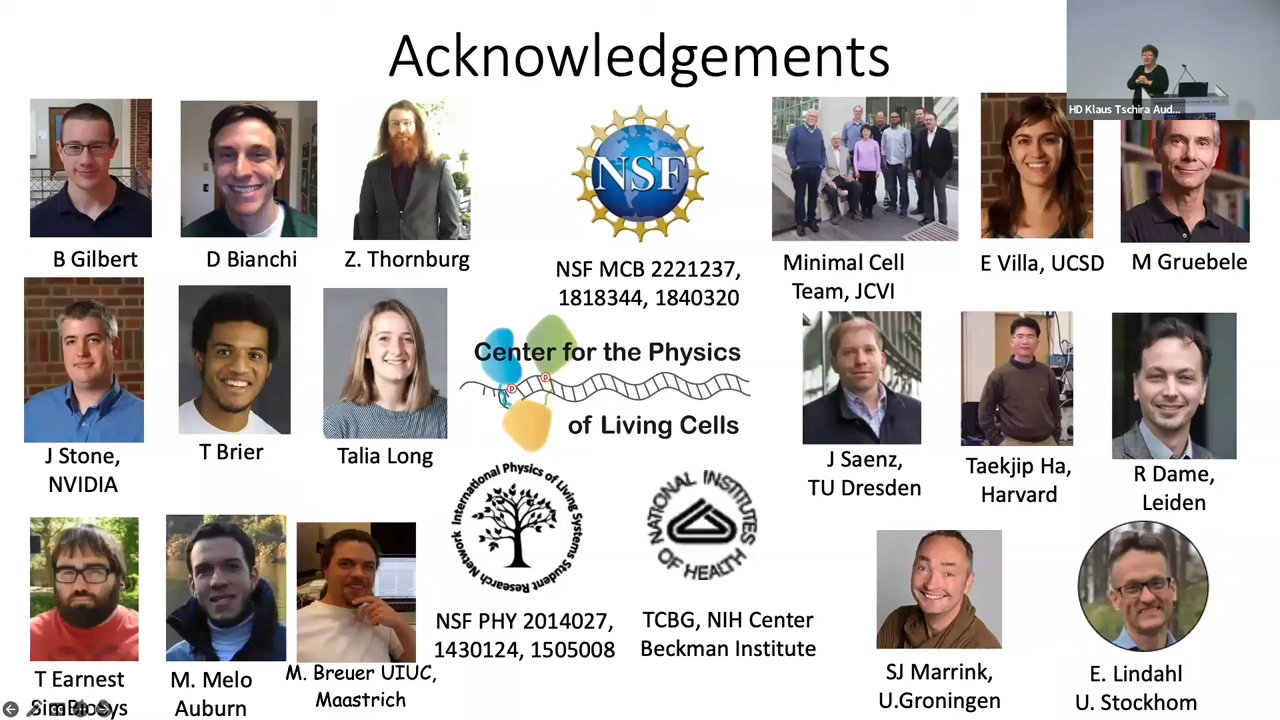 Acknowledgements
HD Klaus Tschira Aud...
B Gilbert
D Bianchi
Z. Thornburg
NSF
NSF MCB 2221237,
1818344, 1840320
Minimal Cell
Team, JCVI
E Villa, UCSD
M Gruebele
J Stone,
NVIDIA
T Brier
Talia Long
Center for the Physics
p
p
of Living Cells
J Saenz,
TU Dresden
Taekjip Ha,
Harvard
R Dame,
Leiden
International Physics of Living Systems Student Research Network
NATIONAL INSTITUTES
OF HEALTH
NSF PHY 2014027,
1430124, 1505008
TCBG, NIH Center
Beckman Institute
T Earnest
SimBioSys
M. Melo
Auburn
M. Breuer UIUC,
Maastrich
SJ Marrink,
U.Groningen
E. Lindahl
U. Stockhom